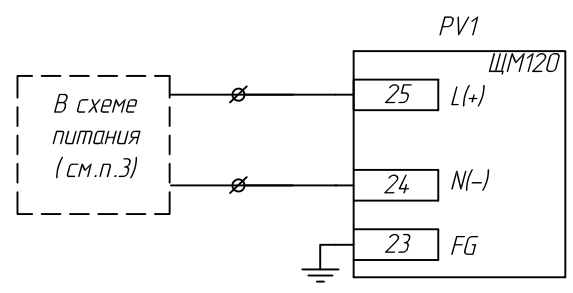 PV1
ЩМ120
В схеме
питания
(см.п.3)
25 L(+)
24 N(−)
23 FG